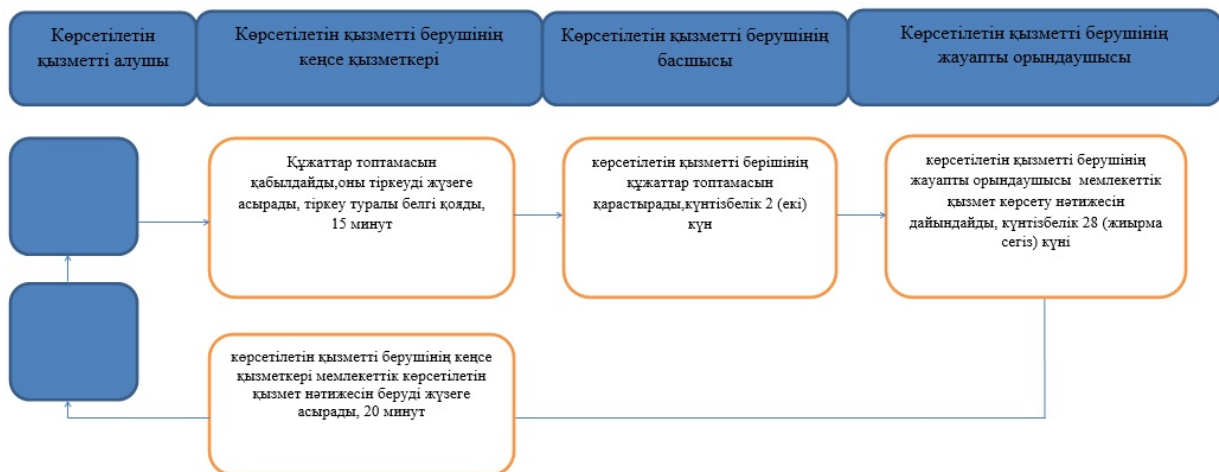 Көрсетілетін
қызметті алушы
Көрсетілетін қызметті берушінің
кеңсе қызметкері
Көрсетілетін қызметті берушінің
басшысы
Көрсетілетін қызметті берушінің
жауапты орындаушысы
Құжаттар топтамасын
қабылдайды,оны тіркеуді жүзеге
асырады, тіркеу туралы белгі қояды,
15 минут
көрсетілетін қызметті берішінің
құжаттар топтамасын
қарастырады,күнтізбелік 2 (екі)
күн
көрсетілетін қызметті берушінің
жауапты орындаушысы мемлекеттік
қызмет көрсету нәтижесін
дайындайды, күнтізбелік 28 (жиырма
сегіз) күні
көрсетілетін қызметті берушінің кеңсе
қызметкері мемлекеттік көрсетілетін
қызмет нәтижесін беруді жүзеге
асырады, 20 минут